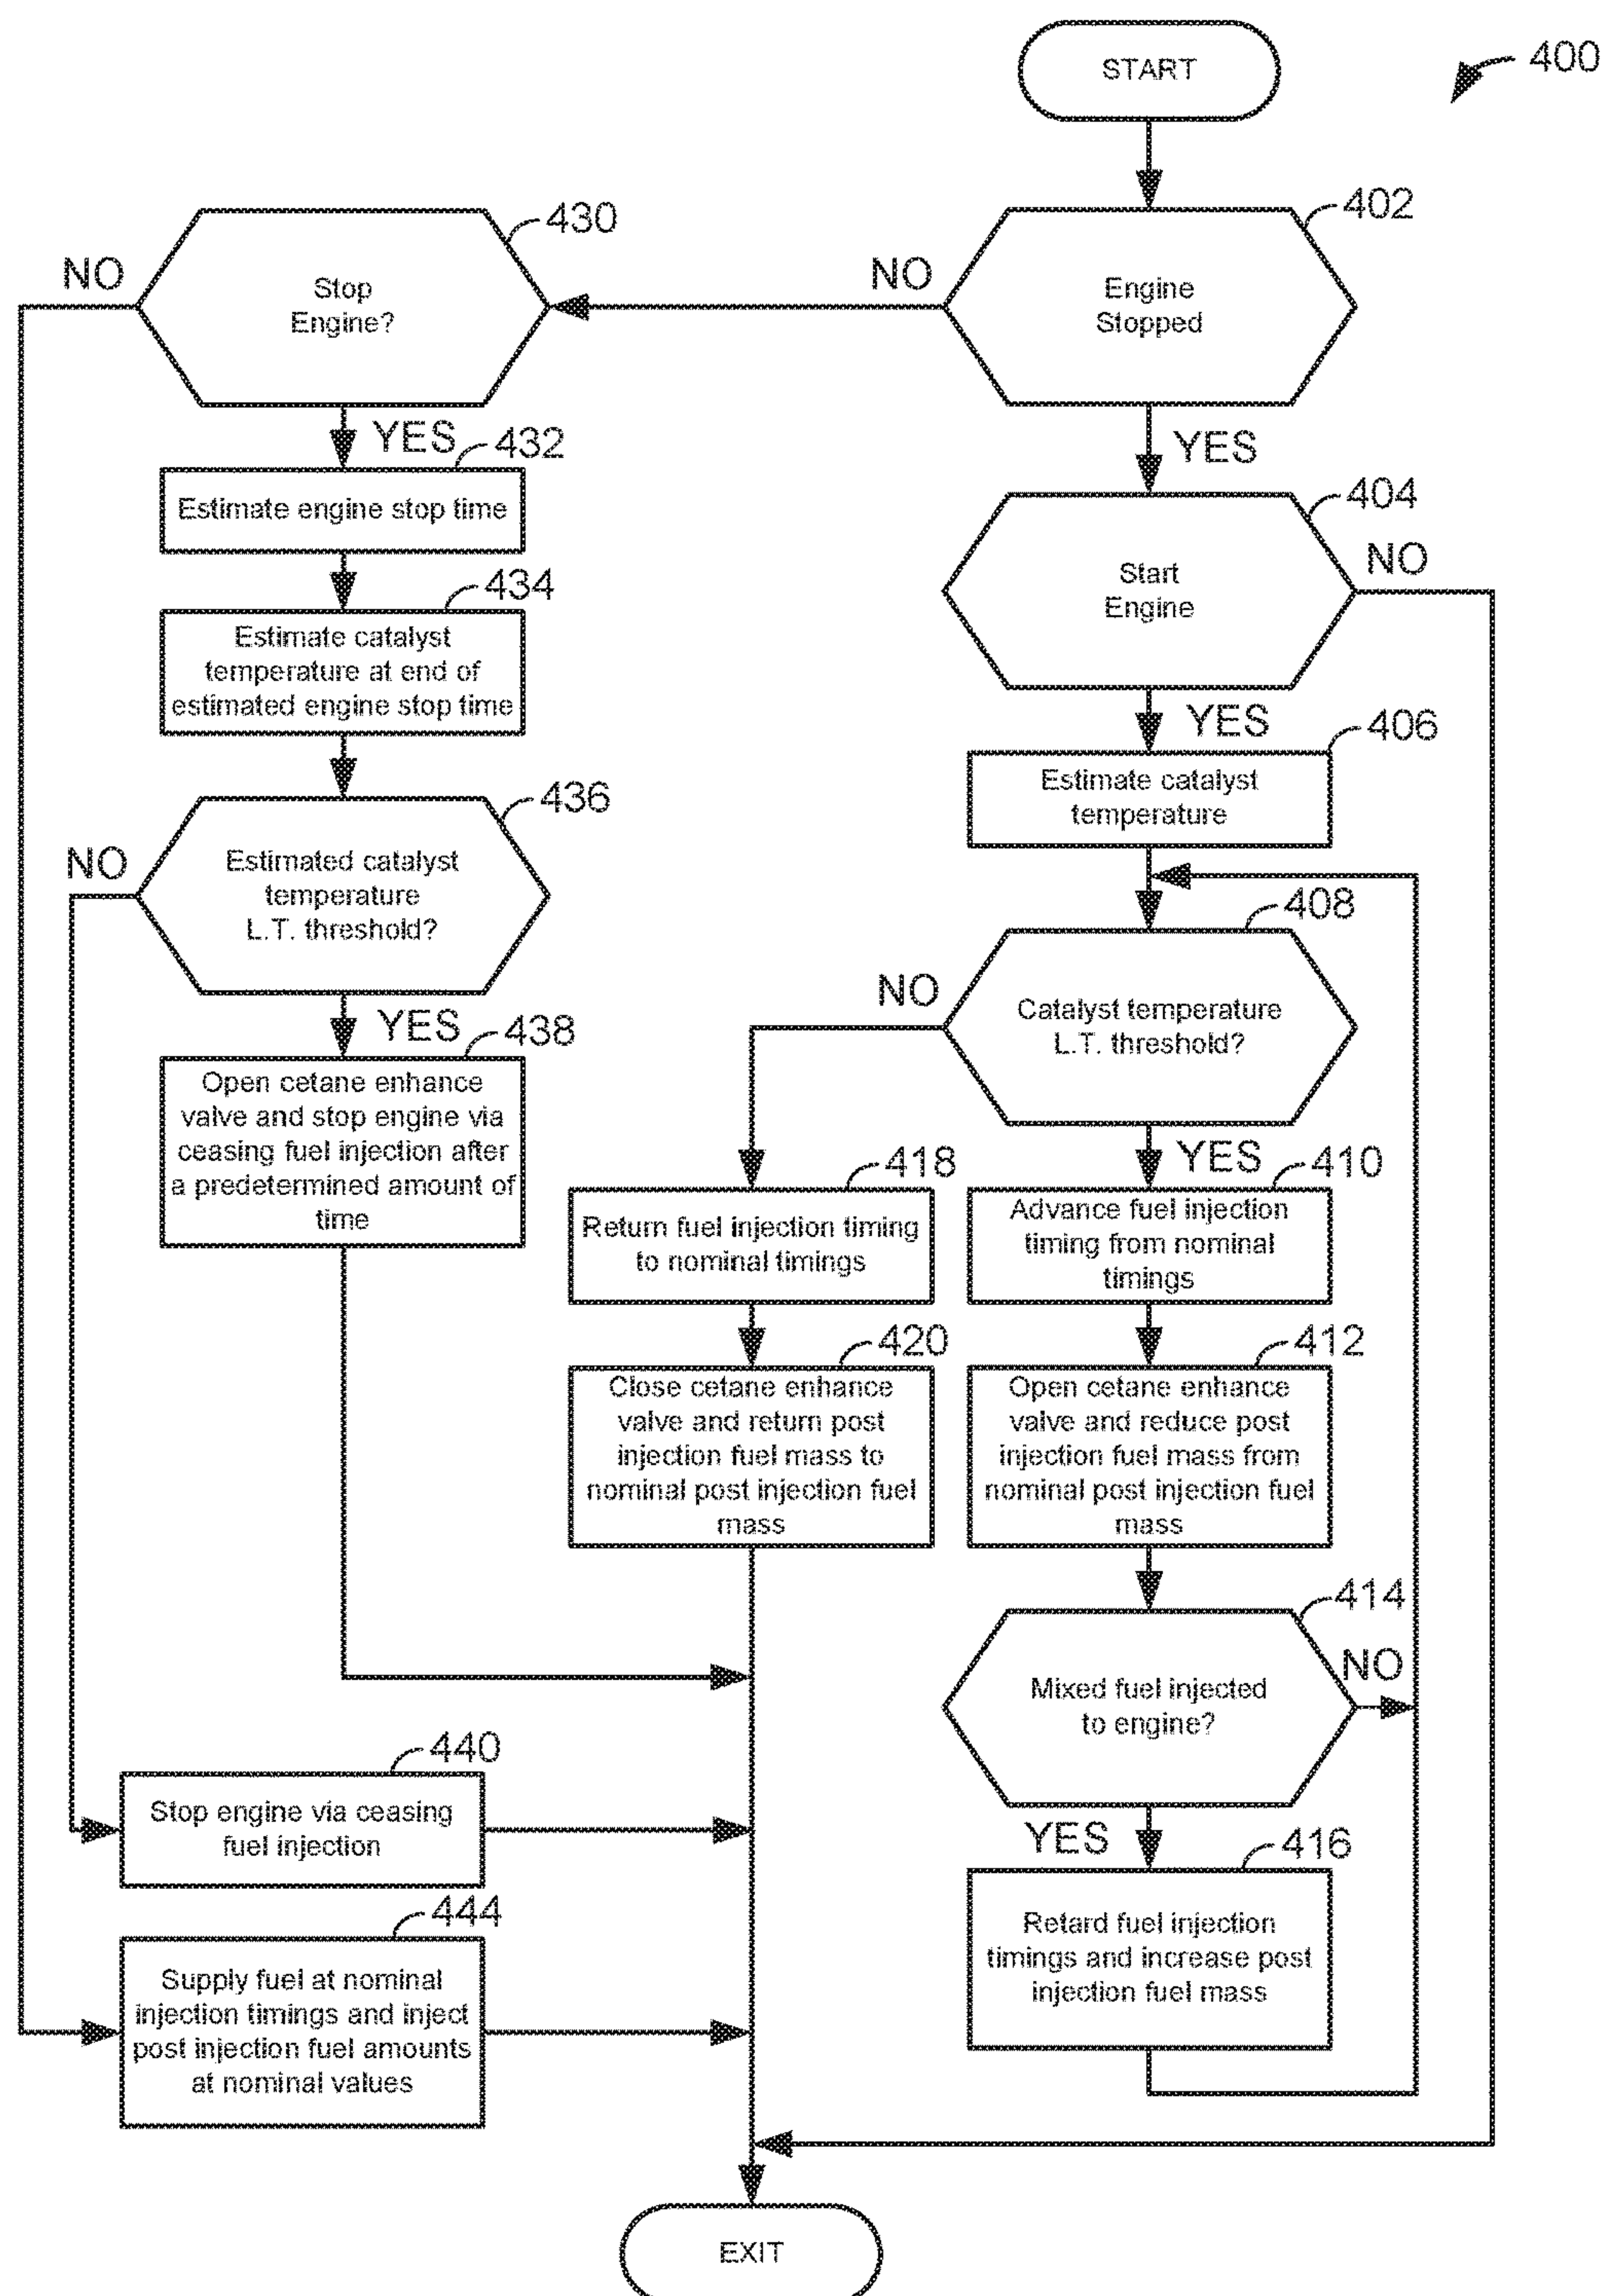 START
400
402
Engine
Stopped
NO
YES
430
Stop
Engine?
NO
YES
432
Estimate engine stop time
434
Estimate catalyst
temperature at end of
estimated engine stop time
436
Estimated catalyst
temperature
L.T. threshold?
NO
YES
438
Open cetane enhance
valve and stop engine via
ceasing fuel injection after
a predetermined amount of
time
404
Start
Engine
NO
YES
406
Estimate catalyst
temperature
408
Catalyst temperature
L.T. threshold?
NO
YES
418
Return fuel injection timing
to nominal timings
420
Close cetane enhance
valve and return post
injection fuel mass to
nominal post injection fuel
mass
410
Advance fuel injection
timing from nominal
timings
412
Open cetane enhance
valve and reduce post
injection fuel mass from
nominal post injection fuel
mass
414
Mixed fuel injected
to engine?
NO
YES
416
Retard fuel injection
timings and increase post
injection fuel mass
440
Stop engine via ceasing
fuel injection
444
Supply fuel at nominal
injection timings and inject
post injection fuel amounts
at nominal values
EXIT